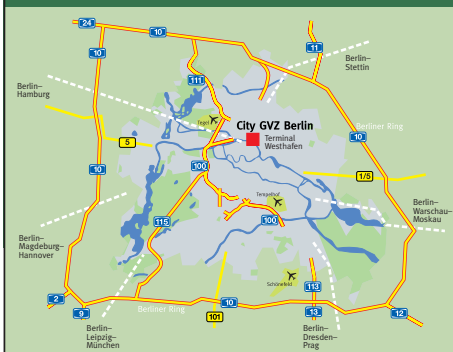 24
10
11
Berlin–
Stettin
10
111
Berlin–
Hamburg
Tegel
City GVZ Berlin
Terminal
Westhafen
Berliner Ring
10
5
100
10
1/5
Tempelhof
Berlin–
Warschau–
Moskau
115
100
Berlin–
Magdeburg–
Hannover
Schönefeld
113
2
Berliner Ring
10
9
101
13
12
Berlin–
Leipzig–
München
Berlin–
Dresden–
Prag